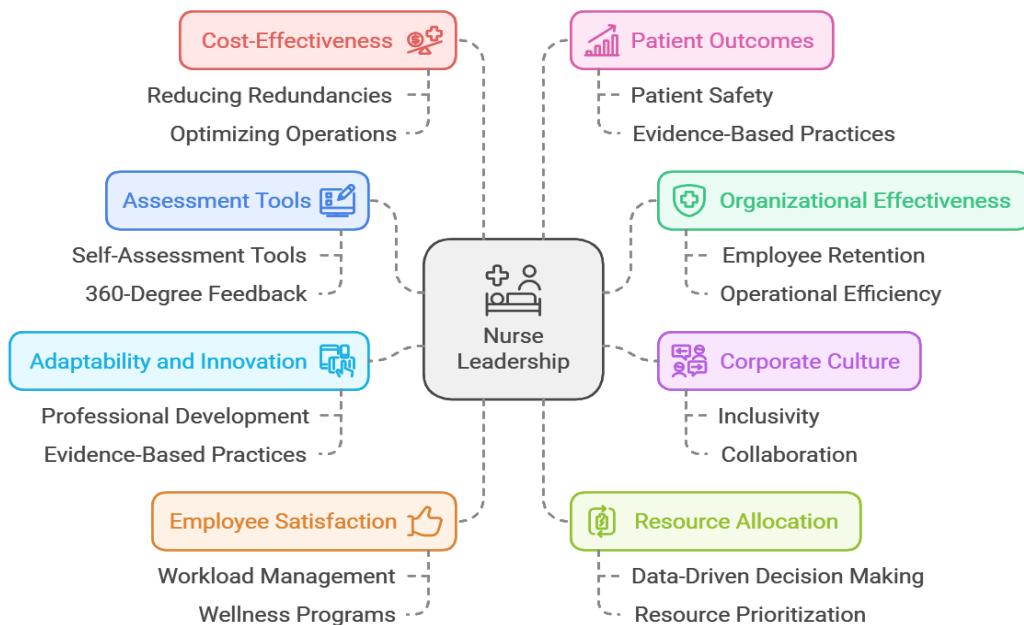 Cost-Effectiveness
Reducing Redundancies
Optimizing Operations
Patient Outcomes
Patient Safety
Evidence-Based Practices
Assessment Tools
Self-Assessment Tools
360-Degree Feedback
Organizational Effectiveness
Employee Retention
Operational Efficiency
Nurse
Leadership
Adaptability and Innovation
Professional Development
Evidence-Based Practices
Corporate Culture
Inclusivity
Collaboration
Employee Satisfaction
Workload Management
Wellness Programs
Resource Allocation
Data-Driven Decision Making
Resource Prioritization